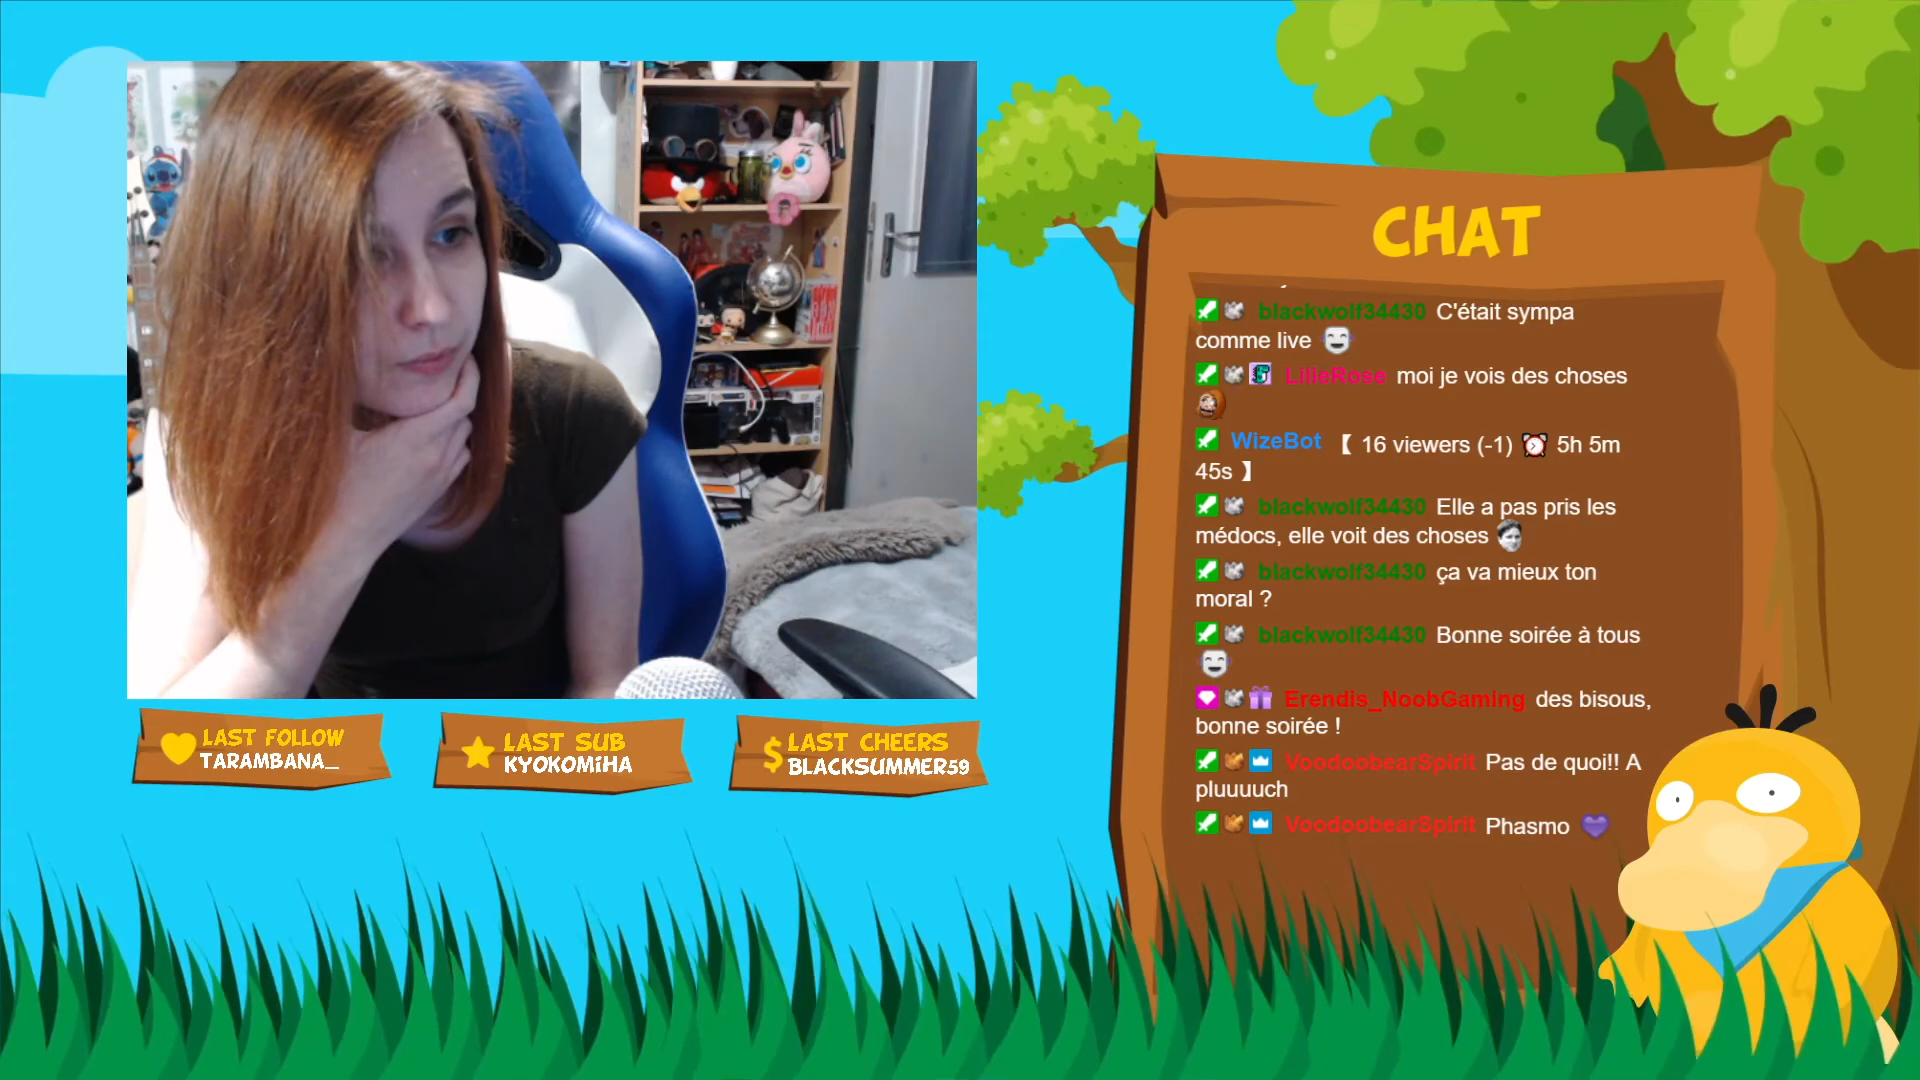 CHAT
blackwolf34430 C'était sympa
comme live
LilieRose moi je vois des choses
WizeBot 【 16 viewers (-1) ⏰ 5h 5m
45s 】
blackwolf34430 Elle a pas pris les
médocs, elle voit des choses
blackwolf34430 ça va mieux ton
moral ?
blackwolf34430 Bonne soirée à tous
Erendis_NoobGaming des bisous,
bonne soirée !
VoodoobearSpirit Pas de quoi!! A
pluuuuch
VoodoobearSpirit Phasmo 💜
LAST FOLLOW
TARAMBANA_
LAST SUB
KYOKOMIHA
LAST CHEERS
BLACKSUMMER59